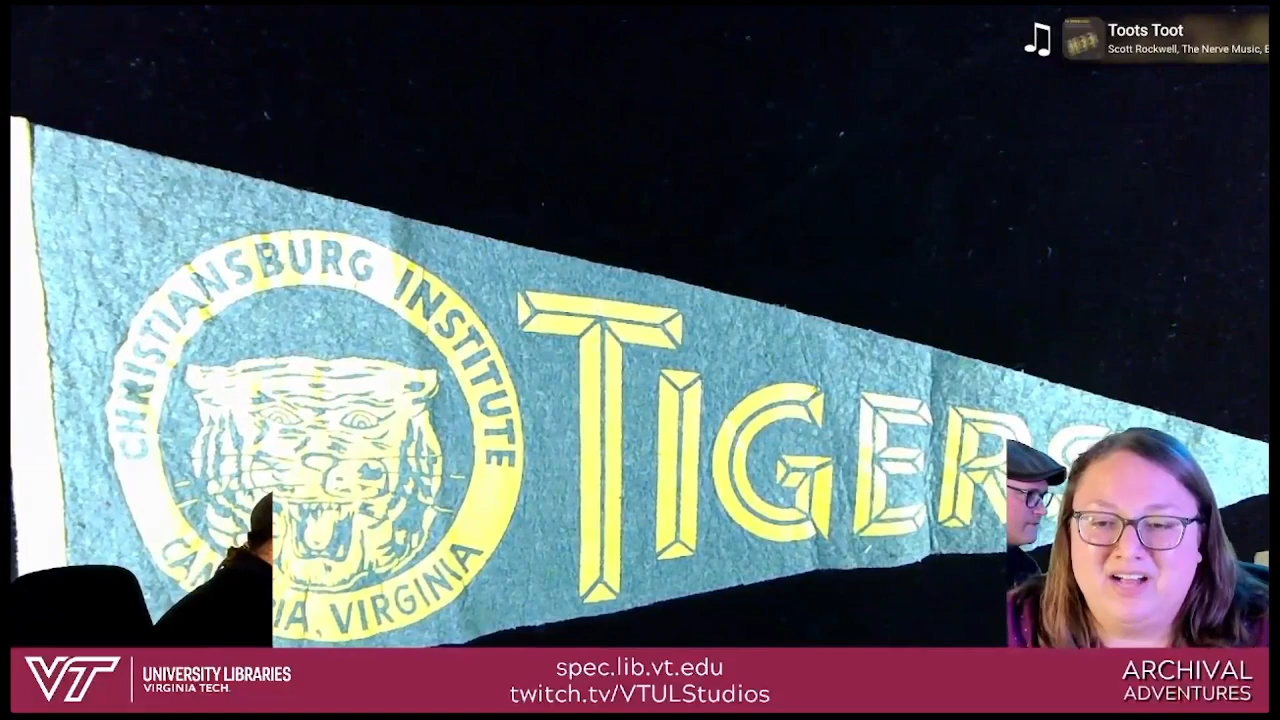 Toots Toot
Scott Rockwell, The Nerve Music,
CHRISTIANSBURG INSTITUTE
VIRGINIA
TIGERS
VT
UNIVERSITY LIBRARIES
VIRGINIA TECH.
spec.lib.vt.edu
twitch.tv/VTULStudios
ARCHIVAL
ADVENTURES